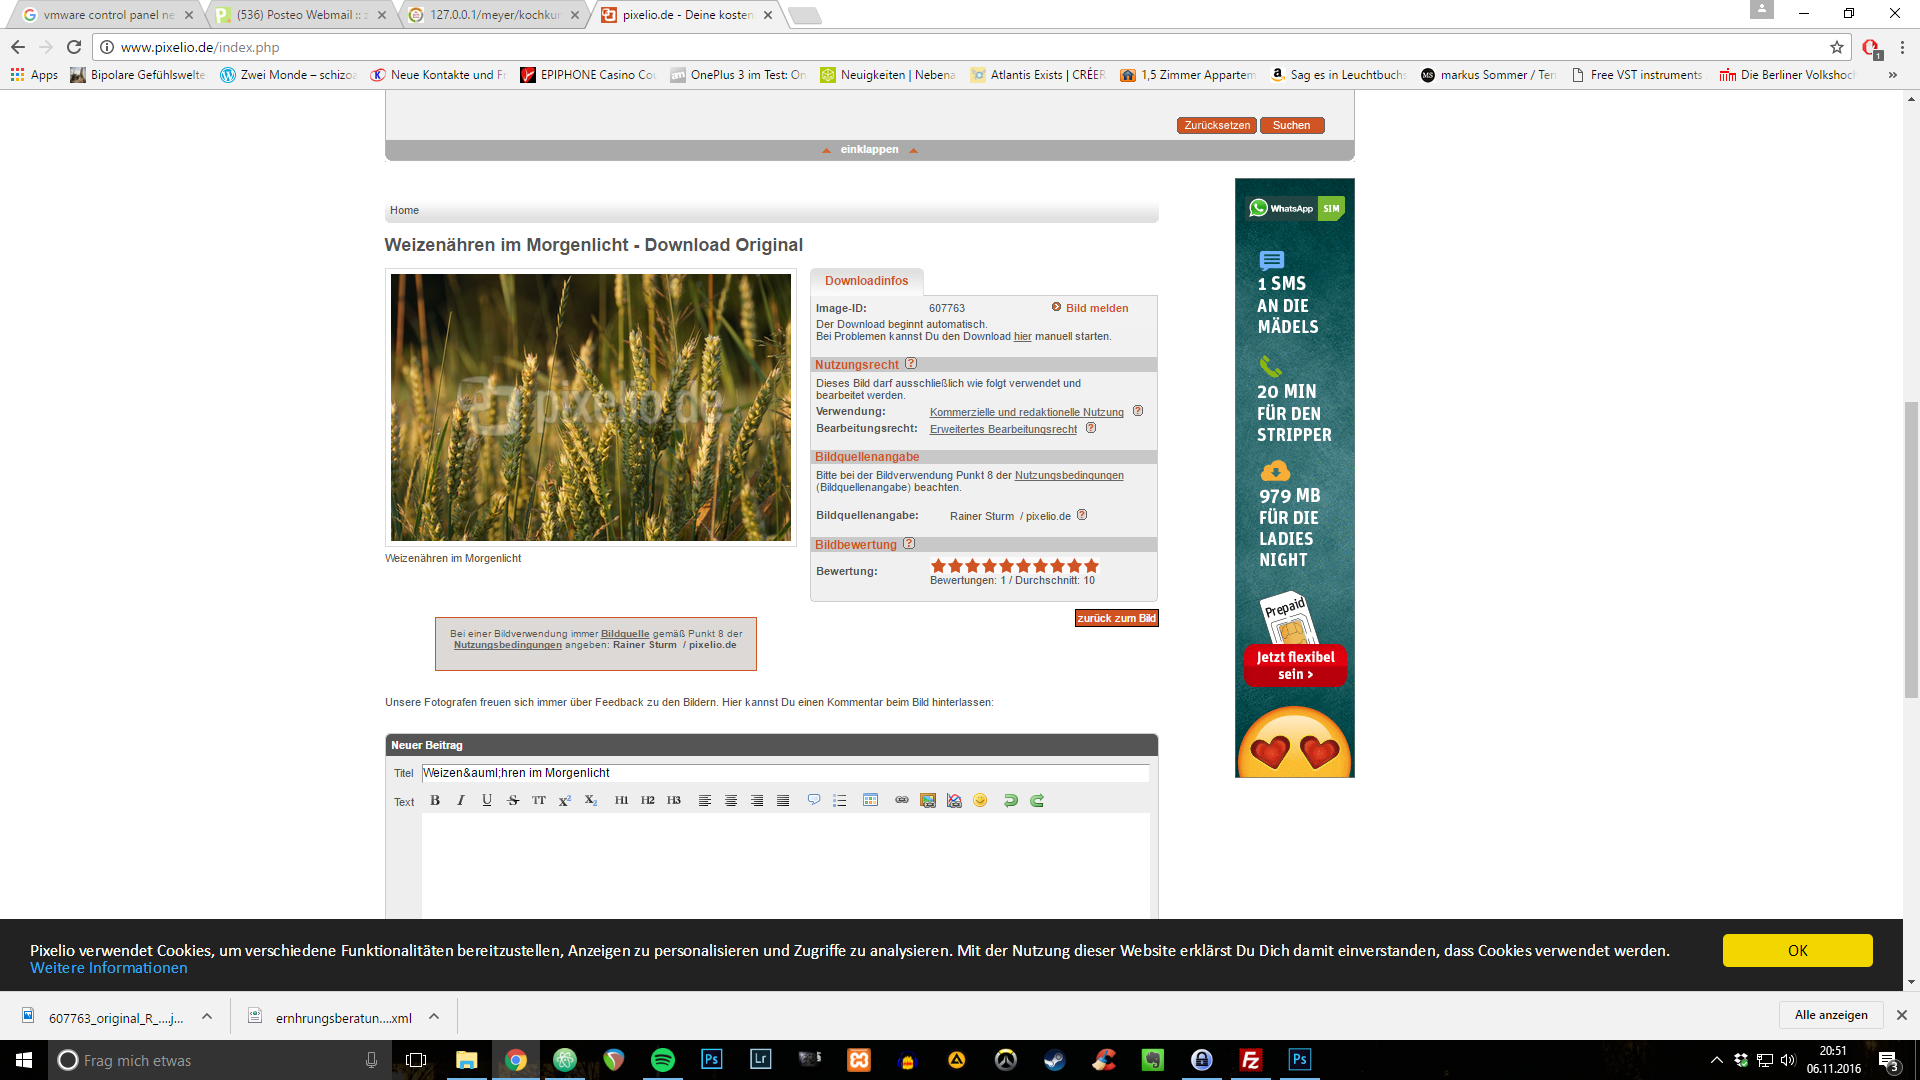 vmware control panel ne
(536) Posteo Webmail ::
127.0.0.1/meyer/kochkur
pixelio.de - Deine kosten
www.pixelio.de/index.php
Apps
Bipolare Gefühlswelte
Zwei Monde – schizoa
Neue Kontakte und Fr
EPIPHONE Casino Cou
OnePlus 3 im Test: On
Neuigkeiten | Nebena
Atlantis Exists | CRÉER
1,5 Zimmer Appartem
Sag es in Leuchtbuchs
markus Sommer / Terr
Free VST instruments
Die Berliner Volkshoch
»
Zurücksetzen Suchen
einklappen
Home
Weizenähren im Morgenlicht - Download Original
pixelio.de
Weizenähren im Morgenlicht
Downloadinfos
Image-ID: 607763 Bild melden
Der Download beginnt automatisch.
Bei Problemen kannst Du den Download hier manuell starten.
Nutzungsrecht ?
Dieses Bild darf ausschließlich wie folgt verwendet und
bearbeitet werden.
Verwendung: Kommerzielle und redaktionelle Nutzung ?
Bearbeitungsrecht: Erweitertes Bearbeitungsrecht ?
Bildquellenangabe
Bitte bei der Bildverwendung Punkt 8 der Nutzungsbedingungen
(Bildquellenangabe) beachten.
Bildquellenangabe: Rainer Sturm / pixelio.de ?
Bildbewertung ?
Bewertung:
Bewertungen: 1 / Durchschnitt: 10
zurück zum Bild
Bei einer Bildverwendung immer Bildquelle gemäß Punkt 8 der
Nutzungsbedingungen angeben: Rainer Sturm / pixelio.de
Unsere Fotografen freuen sich immer über Feedback zu den Bildern. Hier kannst Du einen Kommentar beim Bild hinterlassen:
Neuer Beitrag
Titel Weizen&auml;hren im Morgenlicht
Text B I U S TT X² X₂ H1 H2 H3
WhatsApp SIM
1 SMS
AN DIE
MÄDELS
20 MIN
FÜR DEN
STRIPPER
979 MB
FÜR DIE
LADIES
NIGHT
Prepaid
Jetzt flexibel
sein >
Pixelio verwendet Cookies, um verschiedene Funktionalitäten bereitzustellen, Anzeigen zu personalisieren und Zugriffe zu analysieren. Mit der Nutzung dieser Website erklärst Du Dich damit einverstanden, dass Cookies verwendet werden.
Weitere Informationen
OK
607763_original_R_....j...
ernhrungsberatun....xml
Alle anzeigen
Frag mich etwas
Ps
Lr
Fz
Ps
20:51
06.11.2016
3